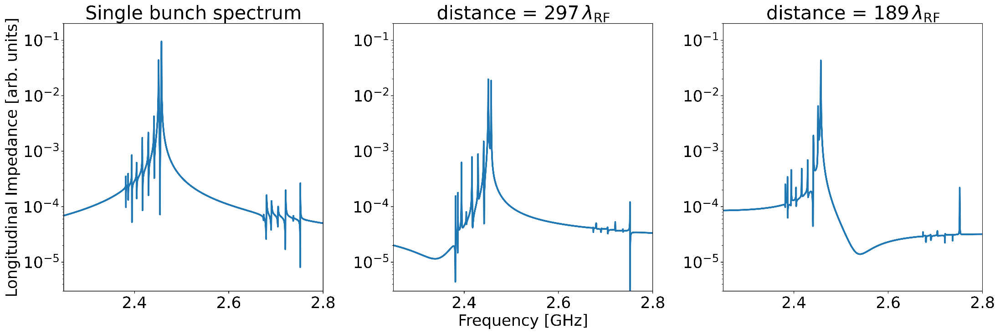 Single bunch spectrum
distance = 297 λ_RF
distance = 189 λ_RF
Longitudinal Impedance [arb. units]
10⁻¹
10⁻²
10⁻³
10⁻⁴
10⁻⁵
10⁻¹
10⁻²
10⁻³
10⁻⁴
10⁻⁵
10⁻¹
10⁻²
10⁻³
10⁻⁴
10⁻⁵
2.4 2.6 2.8
2.4 2.6 2.8
2.4 2.6 2.8
Frequency [GHz]